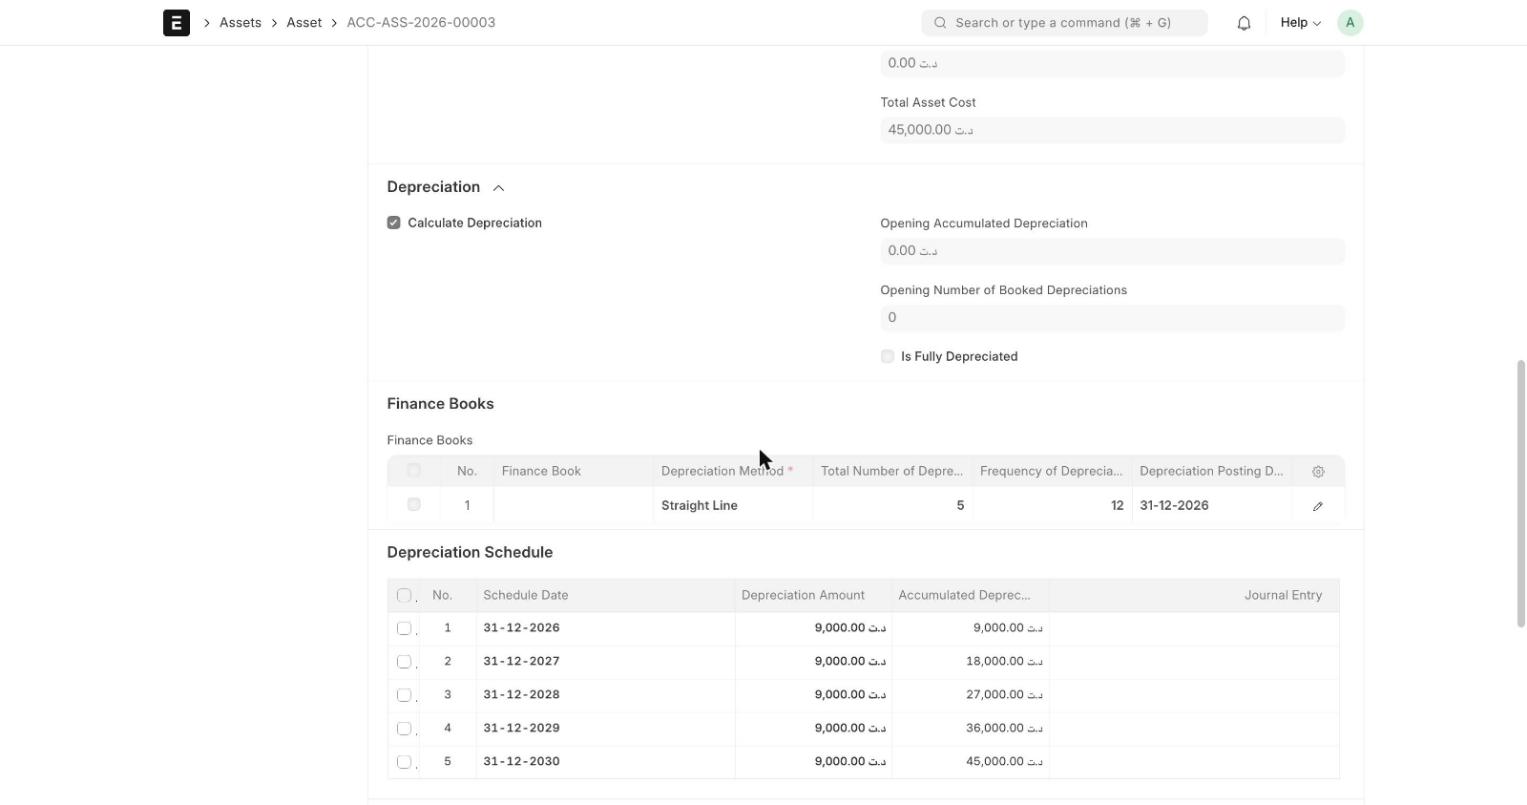 E > Assets > Asset > ACC-ASS-2026-00003
Search or type a command (⌘ + G)
Help
A
0.00 د.ت
Total Asset Cost
45,000.00 د.ت
Depreciation
Calculate Depreciation
Opening Accumulated Depreciation
0.00 د.ت
Opening Number of Booked Depreciations
0
Is Fully Depreciated
Finance Books
Finance Books
No. Finance Book Depreciation Method * Total Number of Depre... Frequency of Deprecia... Depreciation Posting D...
1 Straight Line 5 12 31-12-2026
Depreciation Schedule
. No. Schedule Date Depreciation Amount Accumulated Deprec... Journal Entry
. 1 31-12-2026 9,000.00 د.ت 9,000.00 د.ت
. 2 31-12-2027 9,000.00 د.ت 18,000.00 د.ت
. 3 31-12-2028 9,000.00 د.ت 27,000.00 د.ت
. 4 31-12-2029 9,000.00 د.ت 36,000.00 د.ت
. 5 31-12-2030 9,000.00 د.ت 45,000.00 د.ت